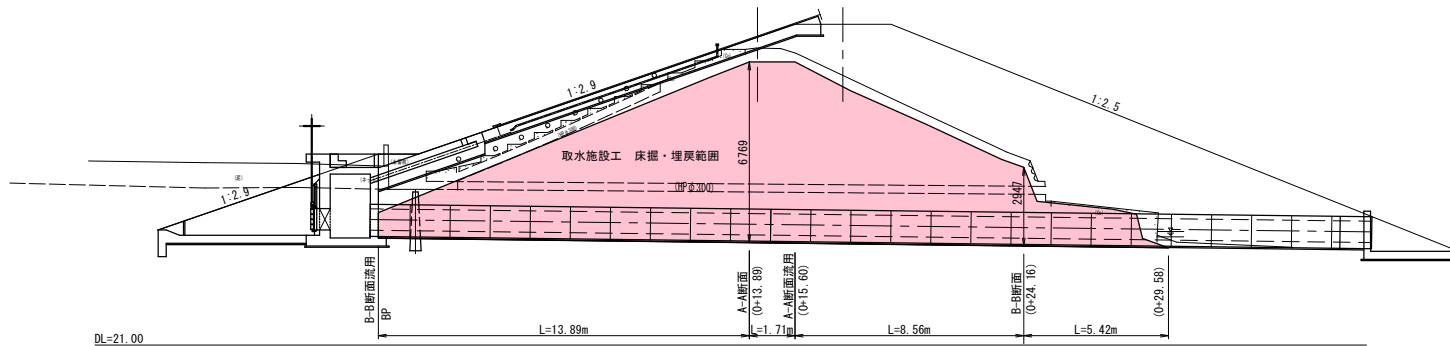 1:2.9
1:2.5
取水施設工 床掘・埋戻範囲
6769
(HPφ300)
2947
1:2.9
B-B断面流用
BP
A-A断面
(0+13.89)
A-A断面流用
(0+15.60)
B-B断面
(0+24.16)
(0+29.58)
L=13.89m
L=1.71m
L=8.56m
L=5.42m
DL=21.00